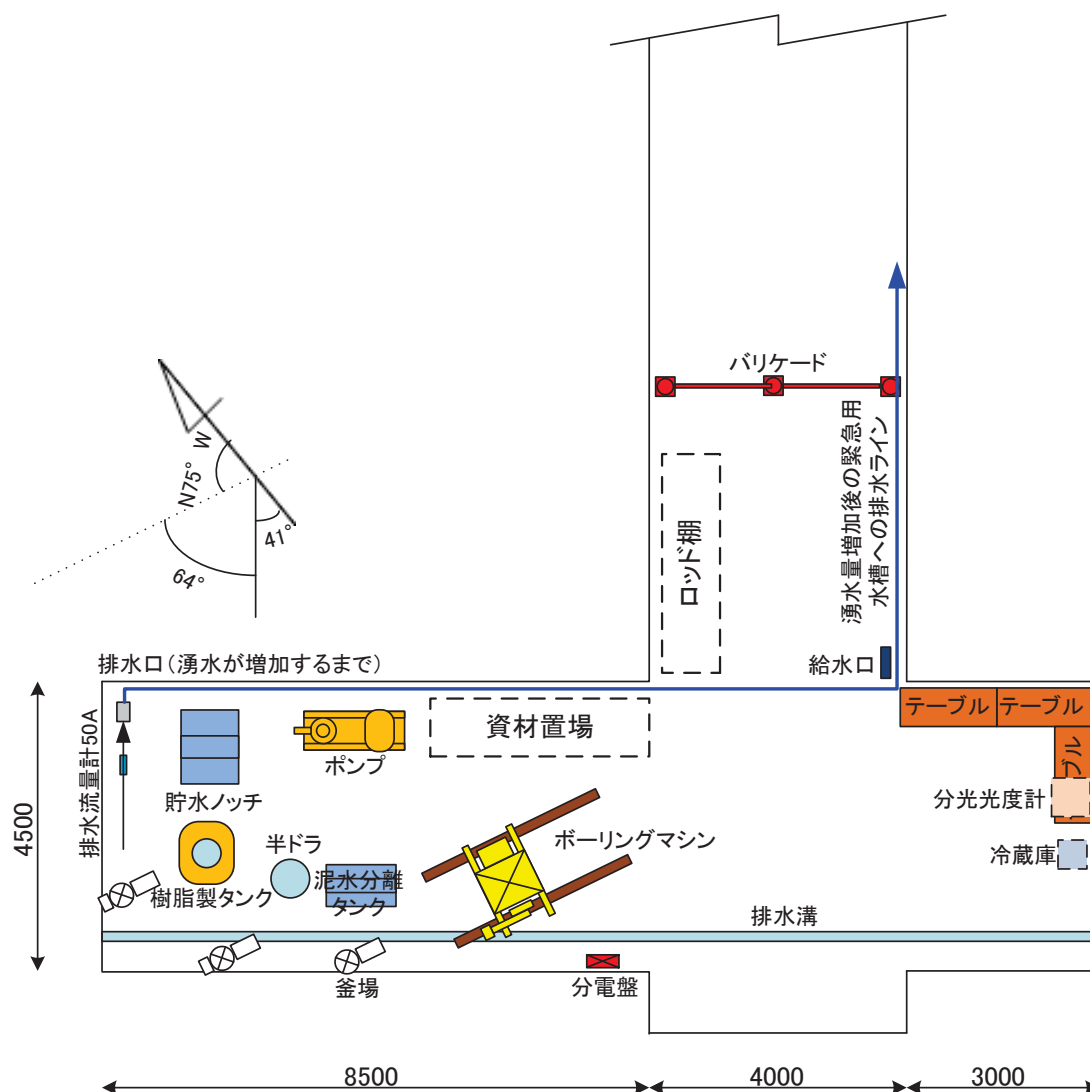 バリケード
湧水量増加後の緊急用
水槽への排水ライン
N75° W
41°
64°
ロッド棚
給水口
排水口（湧水が増加するまで）
テーブル
テーブル
ブル
資材置場
ポンプ
排水流量計50A
貯水ノッチ
分光光度計
4500
半ドラ
ボーリングマシン
冷蔵庫
樹脂製タンク
泥水分離
タンク
排水溝
釜場
分電盤
8500
4000
3000